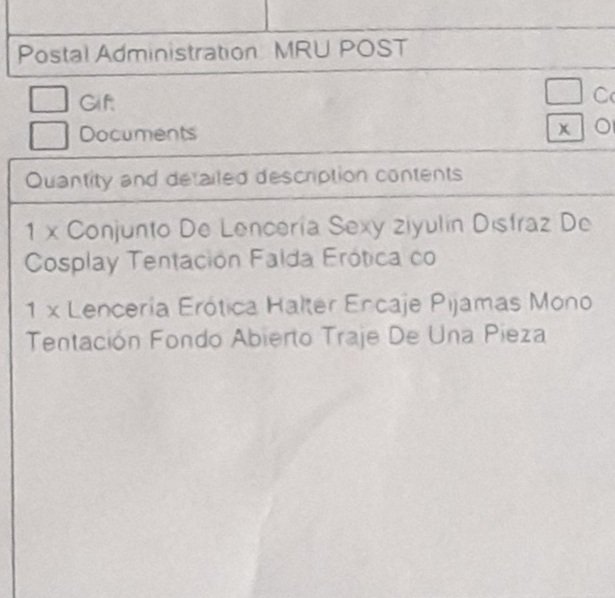 Postal Administration MRU POST
Gift
Documents
x
Quantity and detailed description contents
1 x Conjunto De Lencería Sexy ziyulin Disfraz De
Cosplay Tentación Falda Erótica co
1 x Lencería Erótica Halter Encaje Pijamas Mono
Tentación Fondo Abierto Traje De Una Pieza